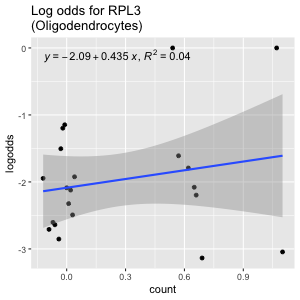 Log odds for RPL3
(Oligodendrocytes)
y = −2.09 + 0.435 x, R² = 0.04
0
-1
-2
-3
logodds
0.0 0.3 0.6 0.9
count